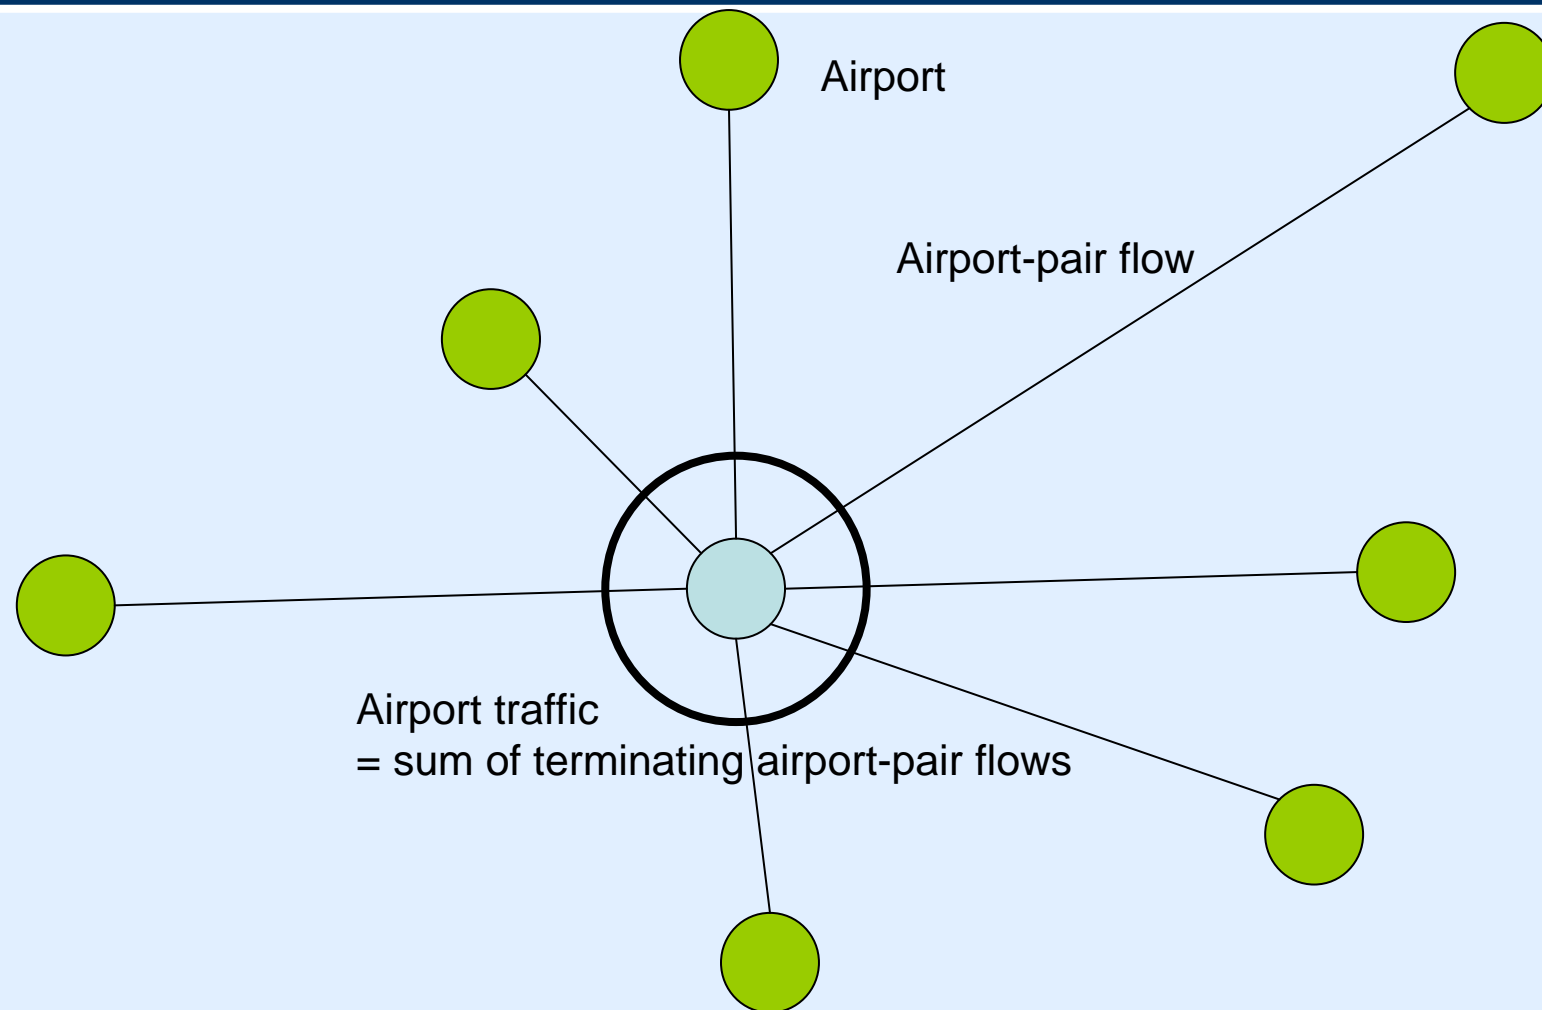 Airport
Airport-pair flow
Airport traffic
= sum of terminating airport-pair flows